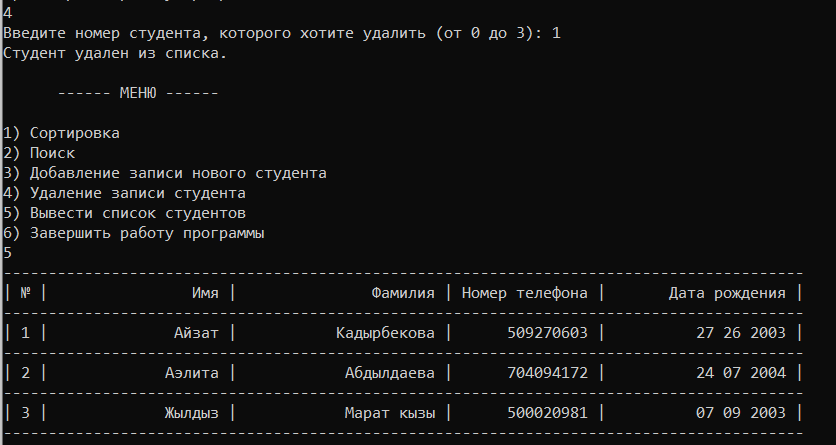 4
Введите номер студента, которого хотите удалить (от 0 до 3): 1
Студент удален из списка.
------ МЕНЮ ------
1) Сортировка
2) Поиск
3) Добавление записи нового студента
4) Удаление записи студента
5) Вывести список студентов
6) Завершить работу программы
5
| № | Имя | Фамилия | Номер телефона | Дата рождения |
| 1 | Айзат | Кадырбекова | 509270603 | 27 26 2003 |
| 2 | Аэлита | Абдылдаева | 704094172 | 24 07 2004 |
| 3 | Жылдыз | Марат кызы | 500020981 | 07 09 2003 |